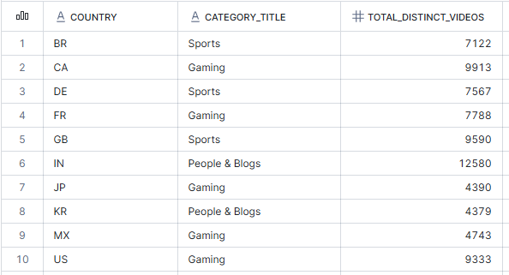 A COUNTRY A CATEGORY_TITLE # TOTAL_DISTINCT_VIDEOS
1 BR Sports 7122
2 CA Gaming 9913
3 DE Sports 7567
4 FR Gaming 7788
5 GB Sports 9590
6 IN People & Blogs 12580
7 JP Gaming 4390
8 KR People & Blogs 4379
9 MX Gaming 4743
10 US Gaming 9333